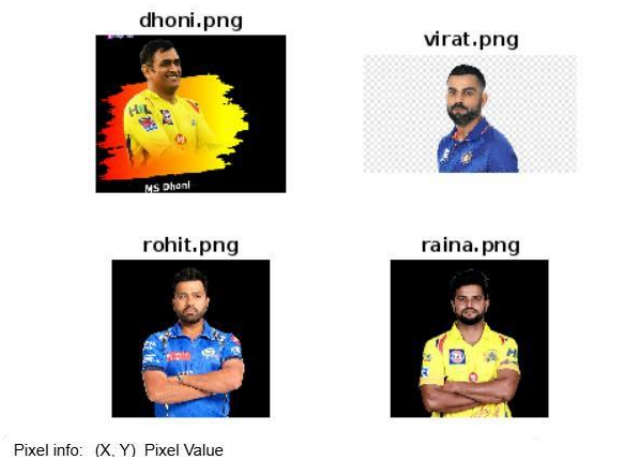 dhoni.png
virat.png
MS Dhoni
rohit.png
raina.png
Pixel info: (X, Y) Pixel Value